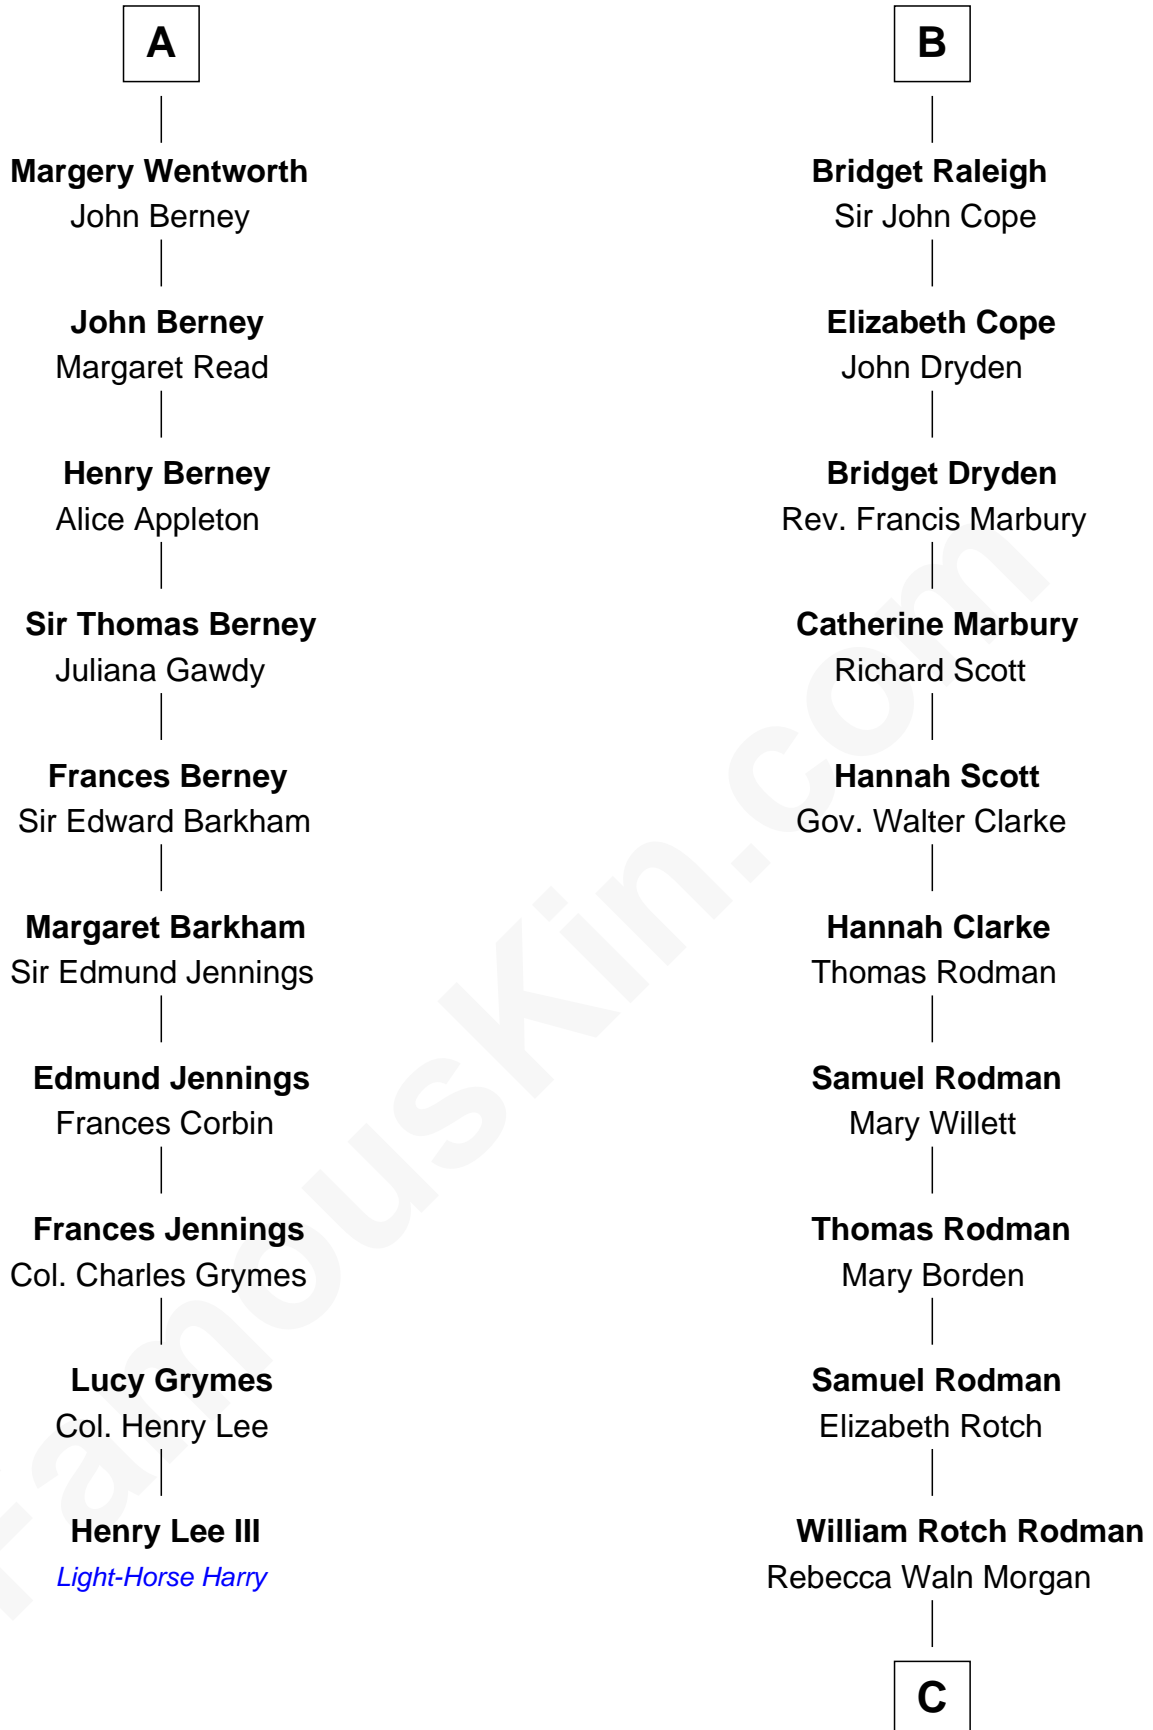 A
Margery Wentworth
John Berney
John Berney
Margaret Read
Henry Berney
Alice Appleton
Sir Thomas Berney
Juliana Gawdy
Frances Berney
Sir Edward Barkham
Margaret Barkham
Sir Edmund Jennings
Edmund Jennings
Frances Corbin
Frances Jennings
Col. Charles Grymes
Lucy Grymes
Col. Henry Lee
Henry Lee III
Light-Horse Harry
B
Bridget Raleigh
Sir John Cope
Elizabeth Cope
John Dryden
Bridget Dryden
Rev. Francis Marbury
Catherine Marbury
Richard Scott
Hannah Scott
Gov. Walter Clarke
Hannah Clarke
Thomas Rodman
Samuel Rodman
Mary Willett
Thomas Rodman
Mary Borden
Samuel Rodman
Elizabeth Rotch
William Rotch Rodman
Rebecca Waln Morgan
C
FamousKin.com